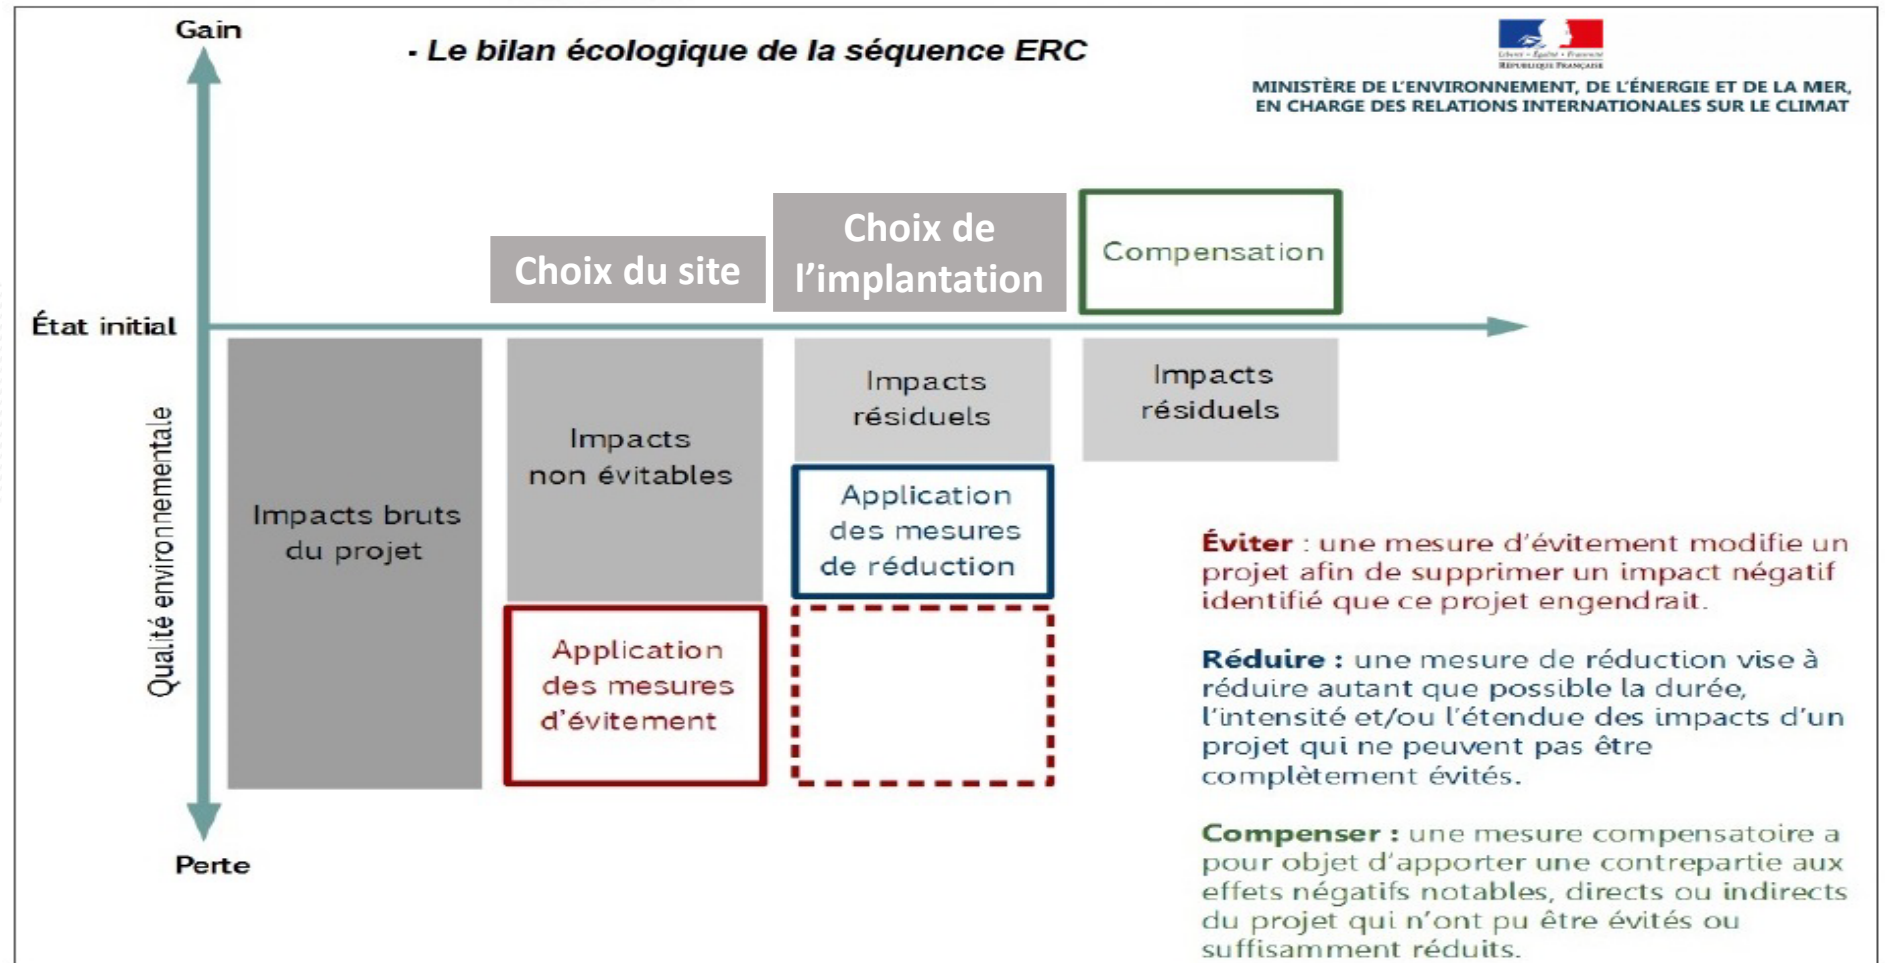 Gain
- Le bilan écologique de la séquence ERC
Liberté • Égalité • Fraternité
RÉPUBLIQUE FRANÇAISE
MINISTÈRE DE L'ENVIRONNEMENT, DE L'ÉNERGIE ET DE LA MER,
EN CHARGE DES RELATIONS INTERNATIONALES SUR LE CLIMAT
Choix du site
Choix de
l’implantation
Compensation
État initial
Qualité environnementale
Impacts bruts
du projet
Impacts
non évitables
Application
des mesures
d'évitement
Impacts
résiduels
Application
des mesures
de réduction
Impacts
résiduels
Perte
Éviter : une mesure d'évitement modifie un
projet afin de supprimer un impact négatif
identifié que ce projet engendrait.
Réduire : une mesure de réduction vise à
réduire autant que possible la durée,
l'intensité et/ou l'étendue des impacts d'un
projet qui ne peuvent pas être
complètement évités.
Compenser : une mesure compensatoire a
pour objet d'apporter une contrepartie aux
effets négatifs notables, directs ou indirects
du projet qui n'ont pu être évités ou
suffisamment réduits.